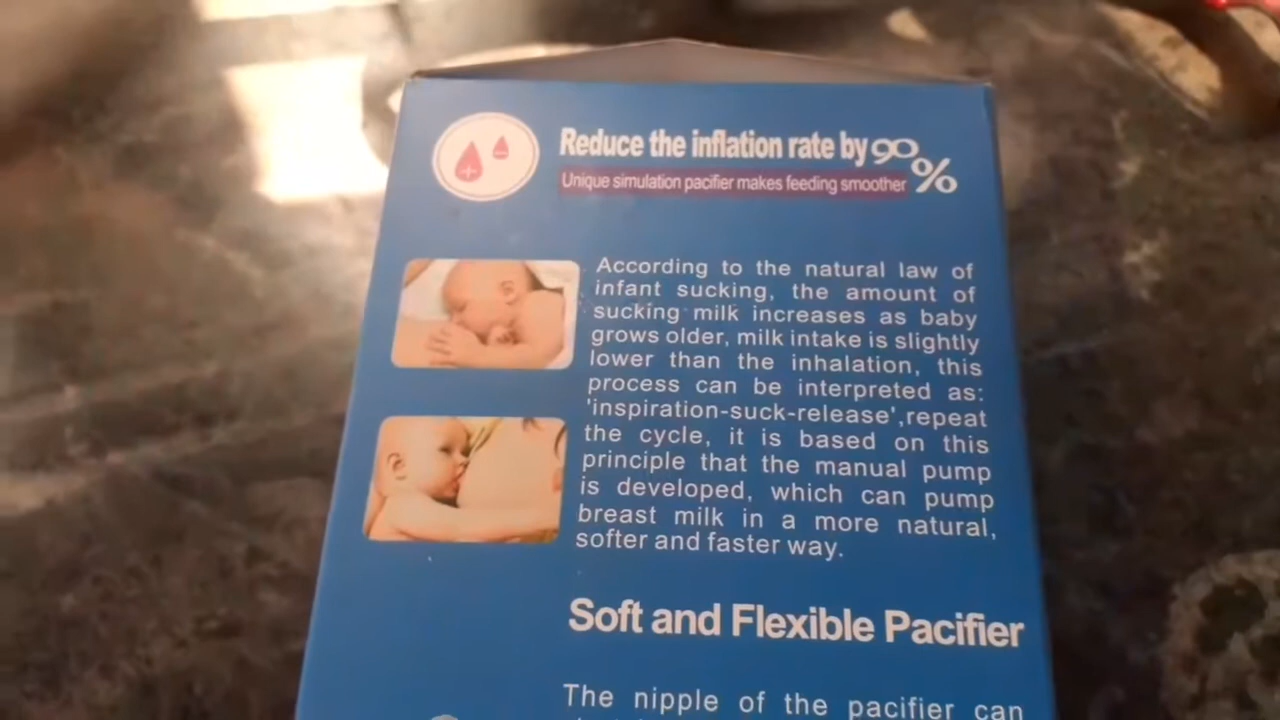 Reduce the inflation rate by 90%
Unique simulation pacifier makes feeding smoother
According to the natural law of
infant sucking, the amount of
sucking milk increases as baby
grows older, milk intake is slightly
lower than the inhalation, this
process can be interpreted as:
'inspiration-suck-release',repeat
the cycle, it is based on this
principle that the manual pump
is developed, which can pump
breast milk in a more natural,
softer and faster way.
Soft and Flexible Pacifier
The nipple of the pacifier can